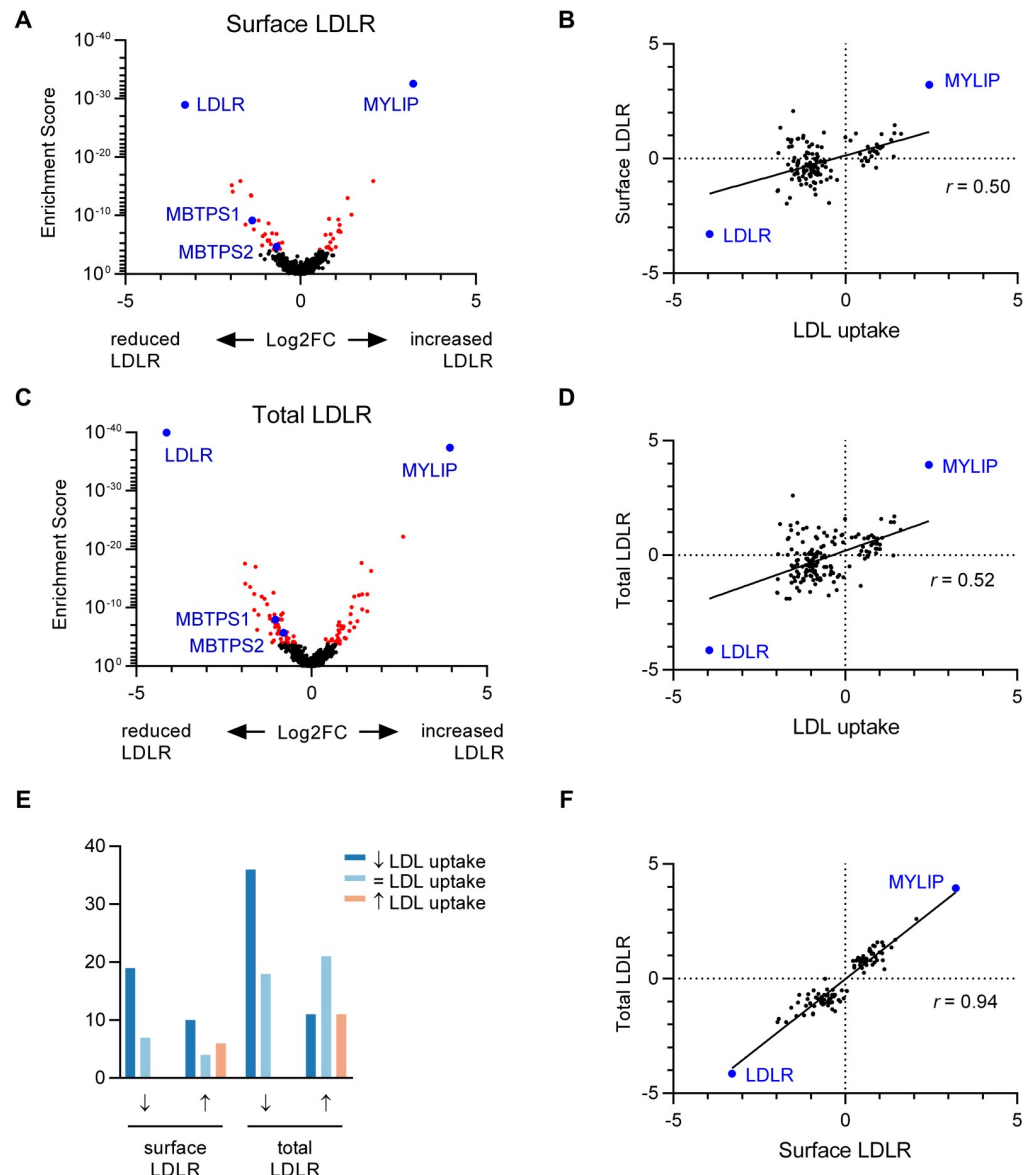 A
Surface LDLR
Enrichment Score
10⁻⁴⁰
10⁻³⁰
10⁻²⁰
10⁻¹⁰
10⁰
LDLR
MYLIP
MBTPS1
MBTPS2
-5
0
5
reduced LDLR
Log2FC
increased LDLR
B
Surface LDLR
5
0
-5
MYLIP
r = 0.50
LDLR
-5
0
5
LDL uptake
C
Total LDLR
Enrichment Score
10⁻⁴⁰
10⁻³⁰
10⁻²⁰
10⁻¹⁰
10⁰
LDLR
MYLIP
MBTPS1
MBTPS2
-5
0
5
reduced LDLR
Log2FC
increased LDLR
D
Total LDLR
5
0
-5
MYLIP
r = 0.52
LDLR
-5
0
5
LDL uptake
E
40
30
20
10
0
↓ LDL uptake
= LDL uptake
↑ LDL uptake
↓ ↑ ↓ ↑
surface LDLR
total LDLR
F
Total LDLR
5
0
-5
MYLIP
r = 0.94
LDLR
-5
0
5
Surface LDLR